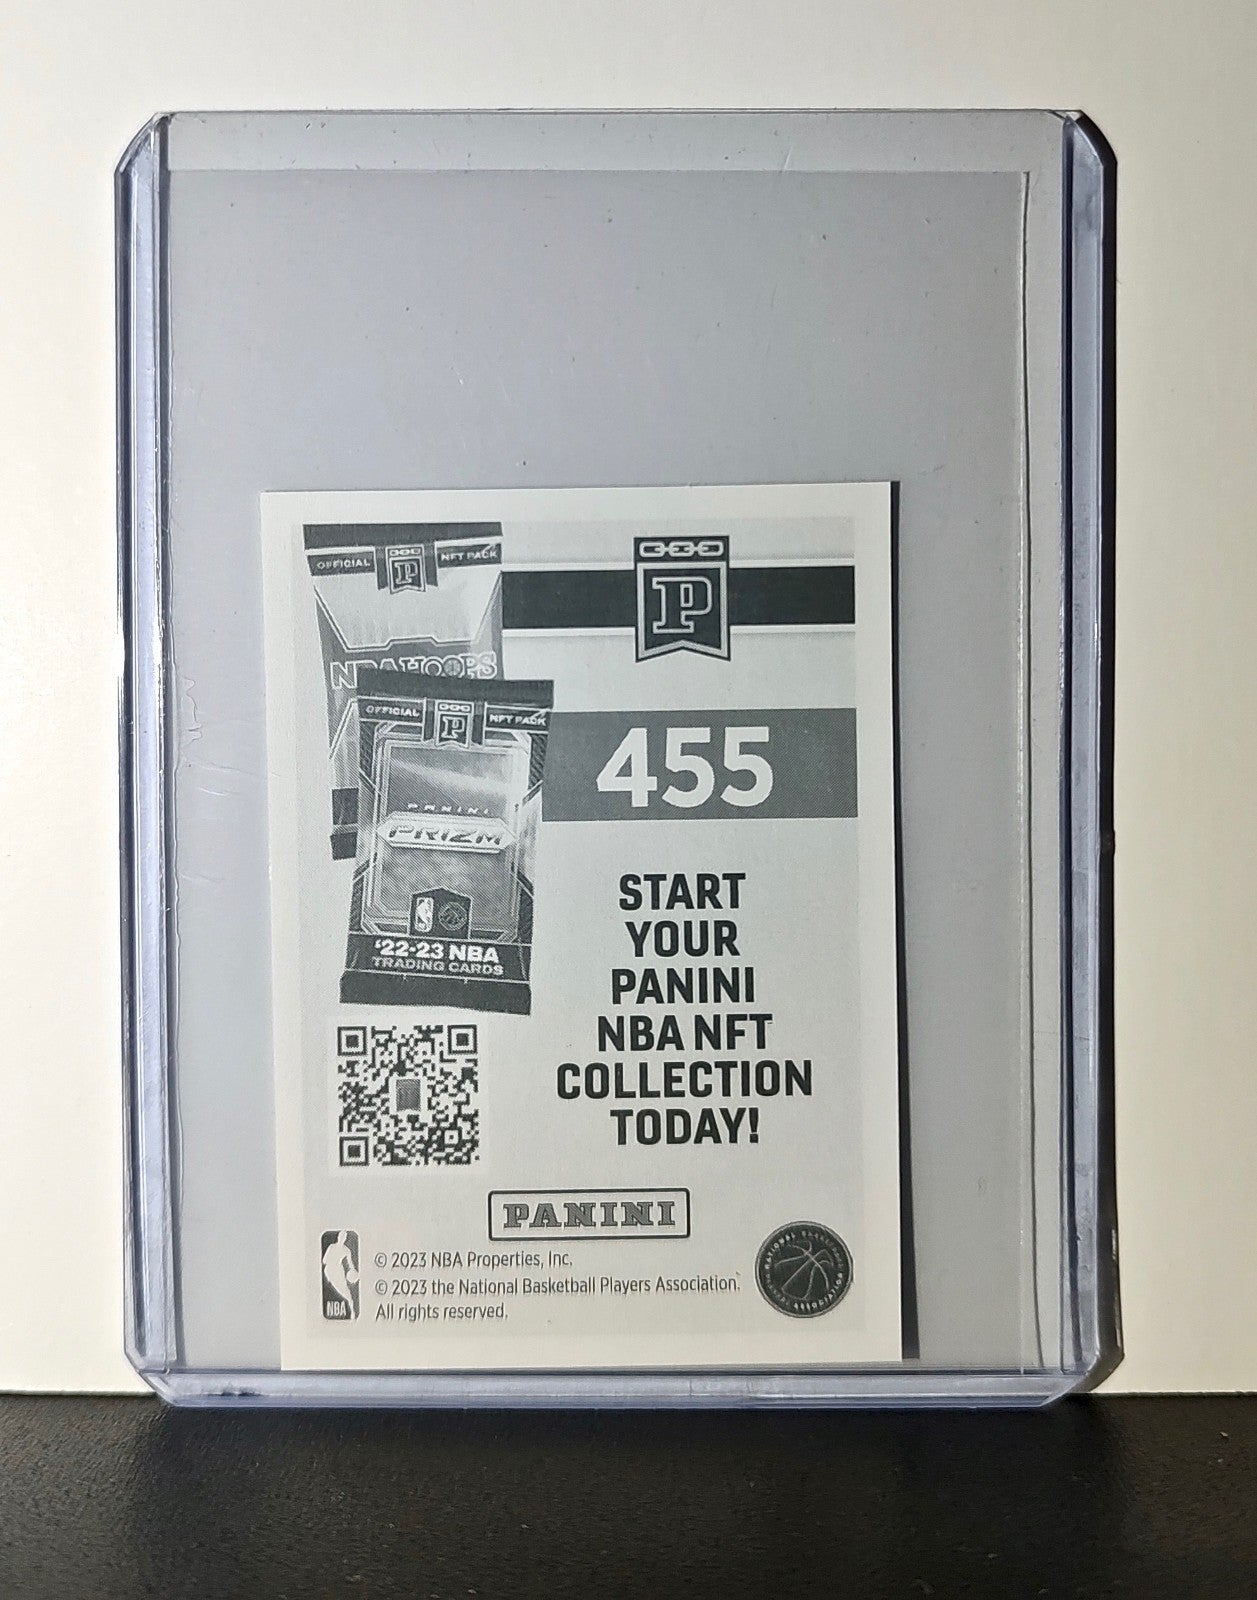 OFFICIAL
P
NFT PACK
NBA HOOPS
OFFICIAL
P
NFT PACK
PANINI
PRIZM
'22-23 NBA
TRADING CARDS
P
455
START
YOUR
PANINI
NBA NFT
COLLECTION
TODAY!
PANINI
NBA
© 2023 NBA Properties, Inc.
© 2023 the National Basketball Players Association.
All rights reserved.